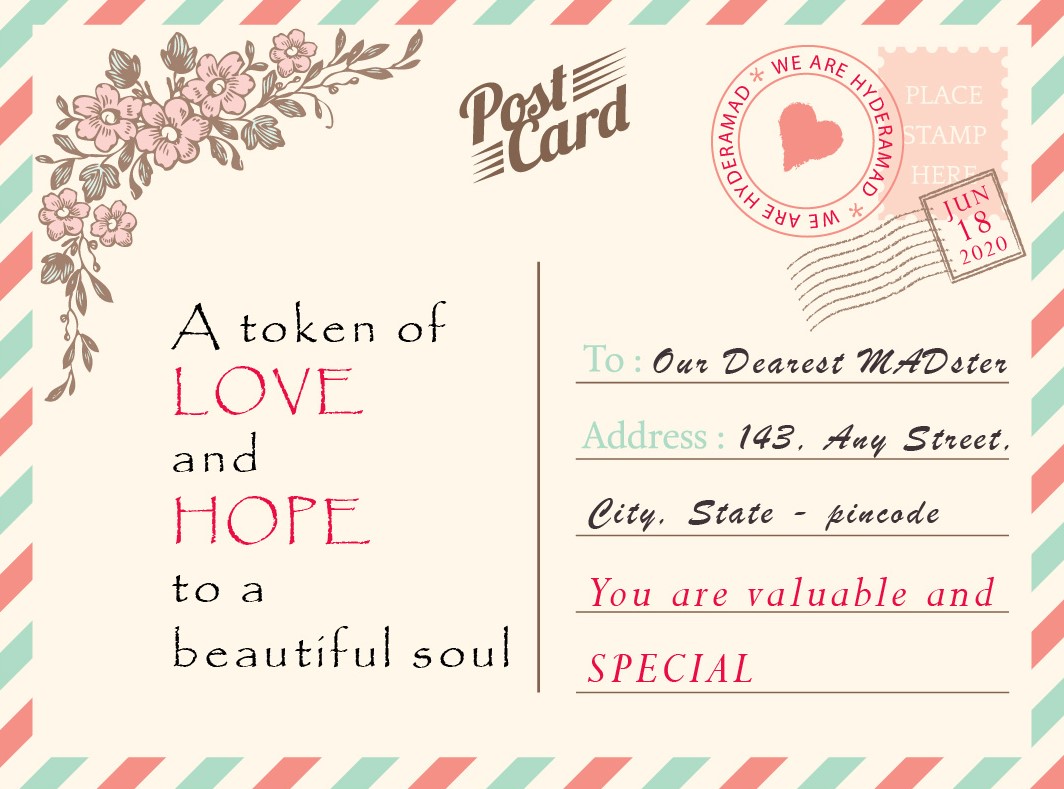 Post
Card
WE ARE HYDERAMAD * WE ARE HYDERAMAD *
PLACE
STAMP
HERE
JUN
18
2020
A token of
LOVE
and
HOPE
to a
beautiful soul
To : Our Dearest MADster
Address : 143, Any Street,
City, State - pincode
You are valuable and
SPECIAL